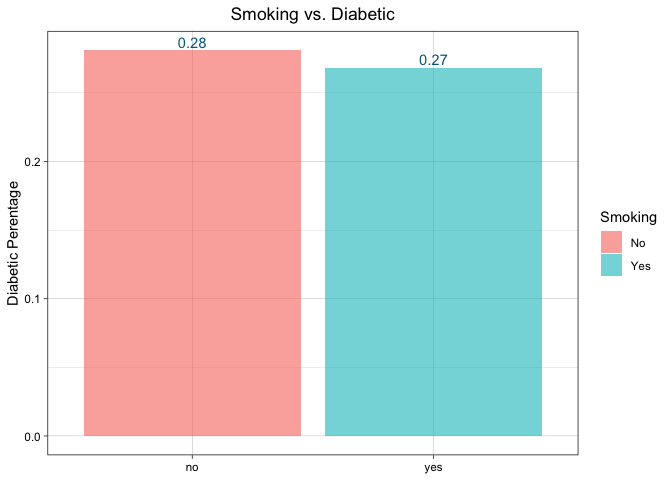 Smoking vs. Diabetic
0.28
0.27
0.2
0.1
0.0
Diabetic Perentage
no
yes
Smoking
No
Yes